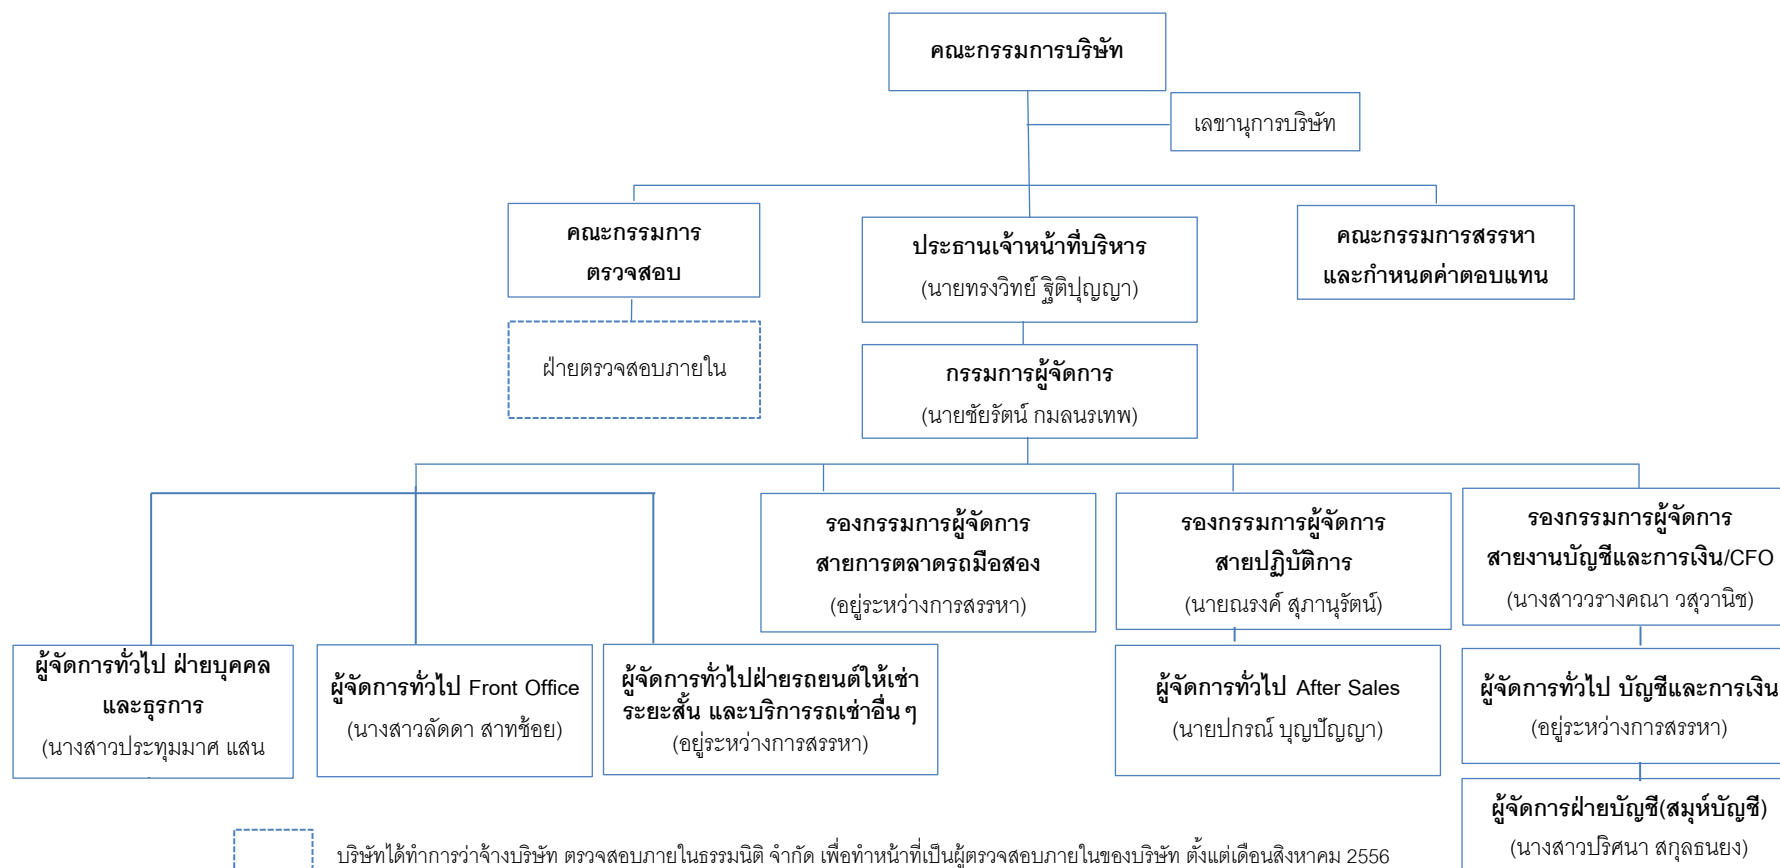 คณะกรรมการบริษัท
เลขานุการบริษัท
คณะกรรมการ
ตรวจสอบ
ประธานเจ้าหน้าที่บริหาร
(นายทรงวิทย์ ฐิติปุญญา)
คณะกรรมการสรรหา
และกำหนดค่าตอบแทน
ฝ่ายตรวจสอบภายใน
กรรมการผู้จัดการ
(นายชัยรัตน์ กมลนรเทพ)
รองกรรมการผู้จัดการ
สายการตลาดรถมือสอง
(อยู่ระหว่างการสรรหา)
รองกรรมการผู้จัดการ
สายปฏิบัติการ
(นายณรงค์ สุภานุรัตน์)
รองกรรมการผู้จัดการ
สายงานบัญชีและการเงิน/CFO
(นางสาววรางคณา วสุวานิช)
ผู้จัดการทั่วไป ฝ่ายบุคคล
และธุรการ
(นางสาวประทุมมาศ แสน
ผู้จัดการทั่วไป Front Office
(นางสาวลัดดา สาทช้อย)
ผู้จัดการทั่วไปฝ่ายรถยนต์ให้เช่า
ระยะสั้น และบริการรถเช่าอื่นๆ
(อยู่ระหว่างการสรรหา)
ผู้จัดการทั่วไป After Sales
(นายปกรณ์ บุญปัญญา)
ผู้จัดการทั่วไป บัญชีและการเงิน
(อยู่ระหว่างการสรรหา)
ผู้จัดการฝ่ายบัญชี(สมุห์บัญชี)
(นางสาวปริศนา สกุลธนยง)
บริษัทได้ทำการว่าจ้างบริษัท ตรวจสอบภายในธรรมนิติ จำกัด เพื่อทำหน้าที่เป็นผู้ตรวจสอบภายในของบริษัท ตั้งแต่เดือนสิงหาคม 2556